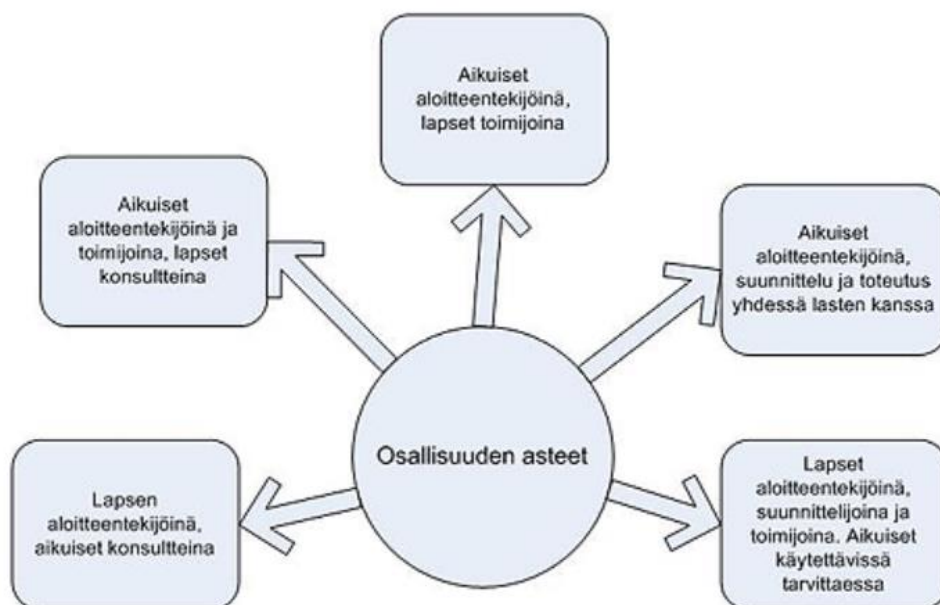 Aikuiset
aloitteentekijöinä,
lapset toimijoina
Aikuiset
aloitteentekijöinä ja
toimijoina, lapset
konsultteina
Aikuiset
aloitteentekijöinä,
suunnittelu ja toteutus
yhdessä lasten kanssa
Osallisuuden asteet
Lapsen
aloitteentekijöinä,
aikuiset konsultteina
Lapset
aloitteentekijöinä,
suunnittelijoina ja
toimijoina. Aikuiset
käytettävissä
tarvittaessa